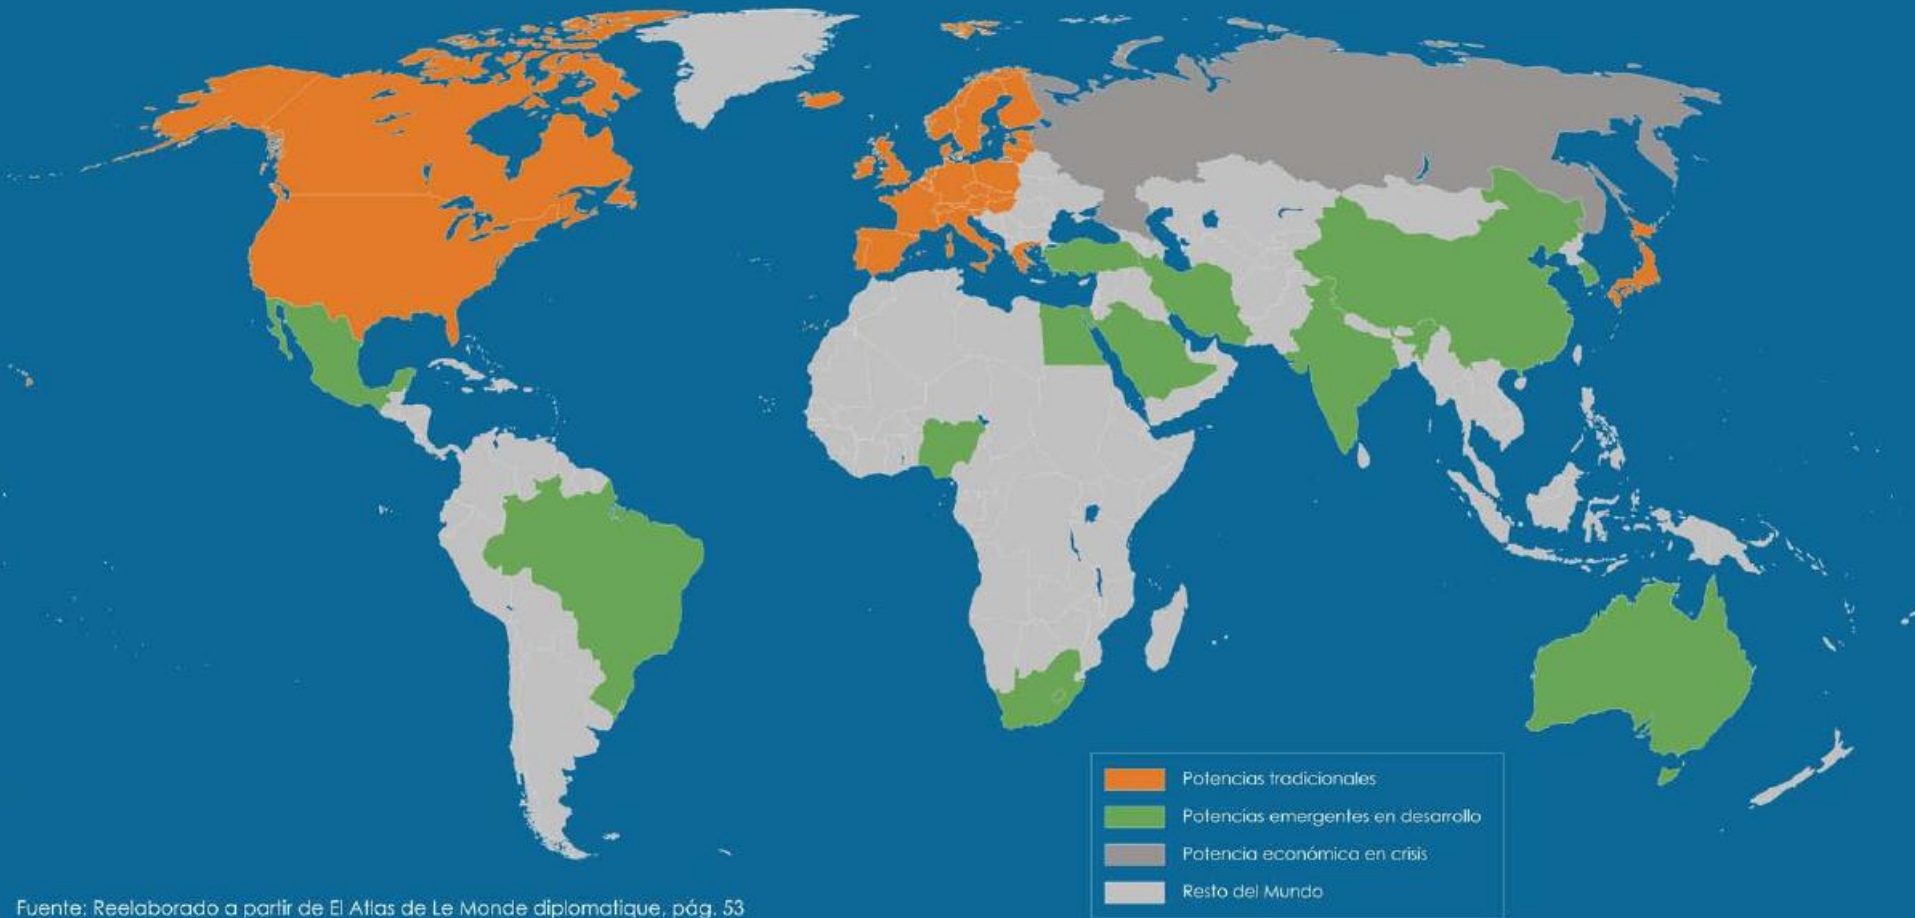 Potencias tradicionales
Potencias emergentes en desarrollo
Potencia económica en crisis
Resto del Mundo
Fuente: Reelaborado a partir de El Atlas de Le Monde diplomatique, pág. 53